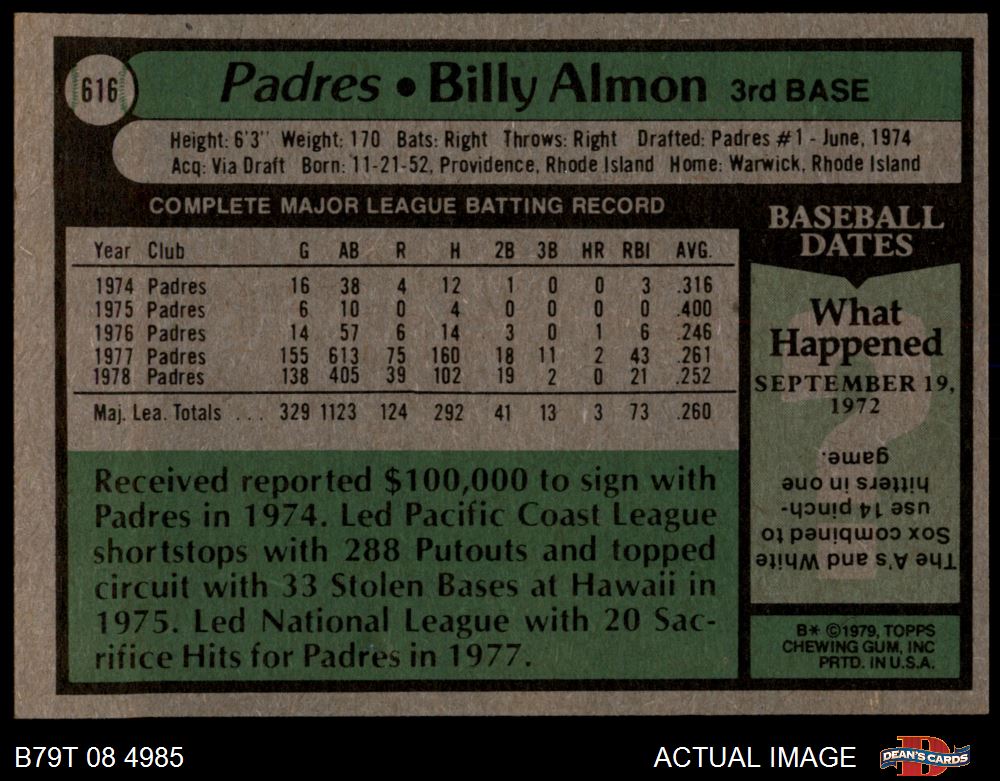 616
Padres • Billy Almon 3rd BASE
Height: 6'3" Weight: 170 Bats: Right Throws: Right Drafted: Padres #1 - June, 1974
Acq: Via Draft Born: 11-21-52, Providence, Rhode Island Home: Warwick, Rhode Island
COMPLETE MAJOR LEAGUE BATTING RECORD
Year Club G AB R H 2B 3B HR RBI AVG.
1974 Padres 16 38 4 12 1 0 0 3 .316
1975 Padres 6 10 0 4 0 0 0 0 .400
1976 Padres 14 57 6 14 3 0 1 6 .246
1977 Padres 155 613 75 160 18 11 2 43 .261
1978 Padres 138 405 39 102 19 2 0 21 .252
Maj. Lea. Totals ... 329 1123 124 292 41 13 3 73 .260
Received reported $100,000 to sign with
Padres in 1974. Led Pacific Coast League
shortstops with 288 Putouts and topped
circuit with 33 Stolen Bases at Hawaii in
1975. Led National League with 20 Sac-
rifice Hits for Padres in 1977.
BASEBALL
DATES
What
Happened
SEPTEMBER 19,
1972
The A's and White
Sox combined to
use 14 pinch-
hitters in one
game.
B* ©1979, TOPPS
CHEWING GUM, INC
PRTD. IN U.S.A.
B79T 08 4985
ACTUAL IMAGE
DEAN'S CARDS